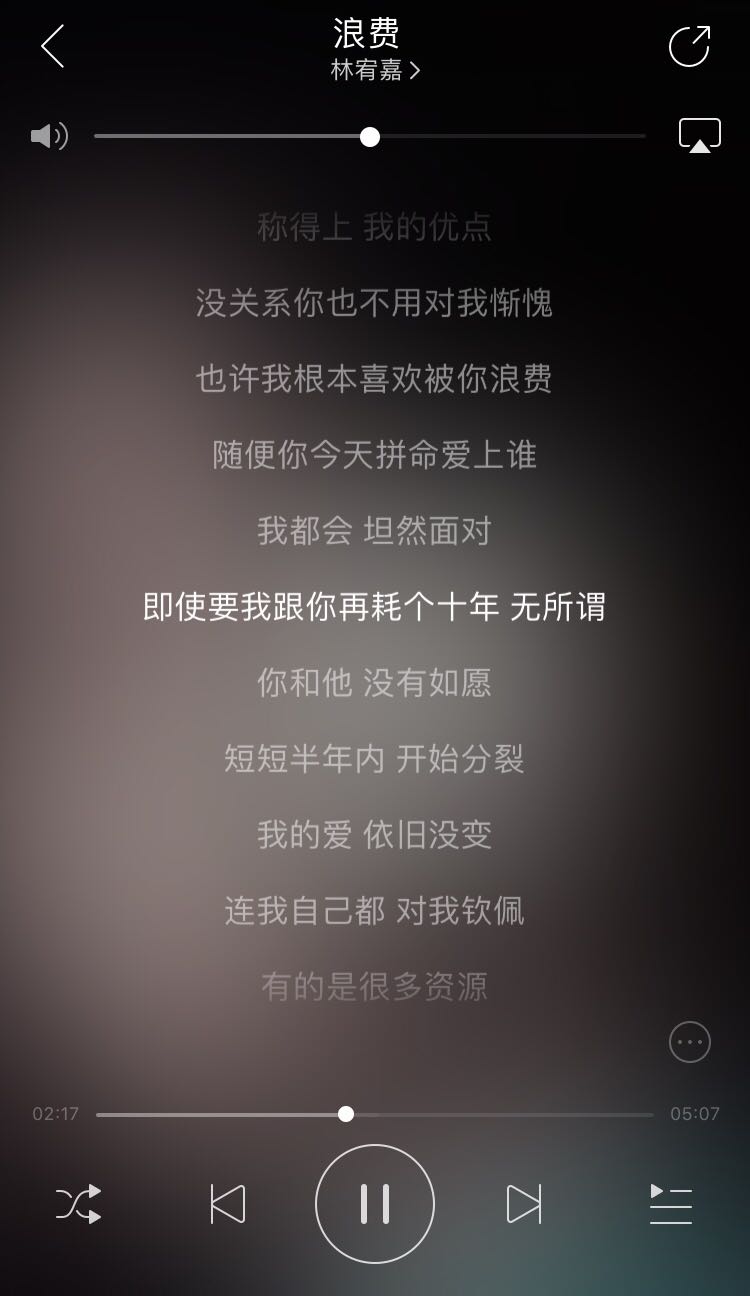 浪费
林宥嘉
称得上 我的优点
没关系你也不用对我惭愧
也许我根本喜欢被你浪费
随便你今天拼命爱上谁
我都会 坦然面对
即使要我跟你再耗个十年 无所谓
你和他 没有如愿
短短半年内 开始分裂
我的爱 依旧没变
连我自己都 对我钦佩
有的是很多资源
02:17
05:07